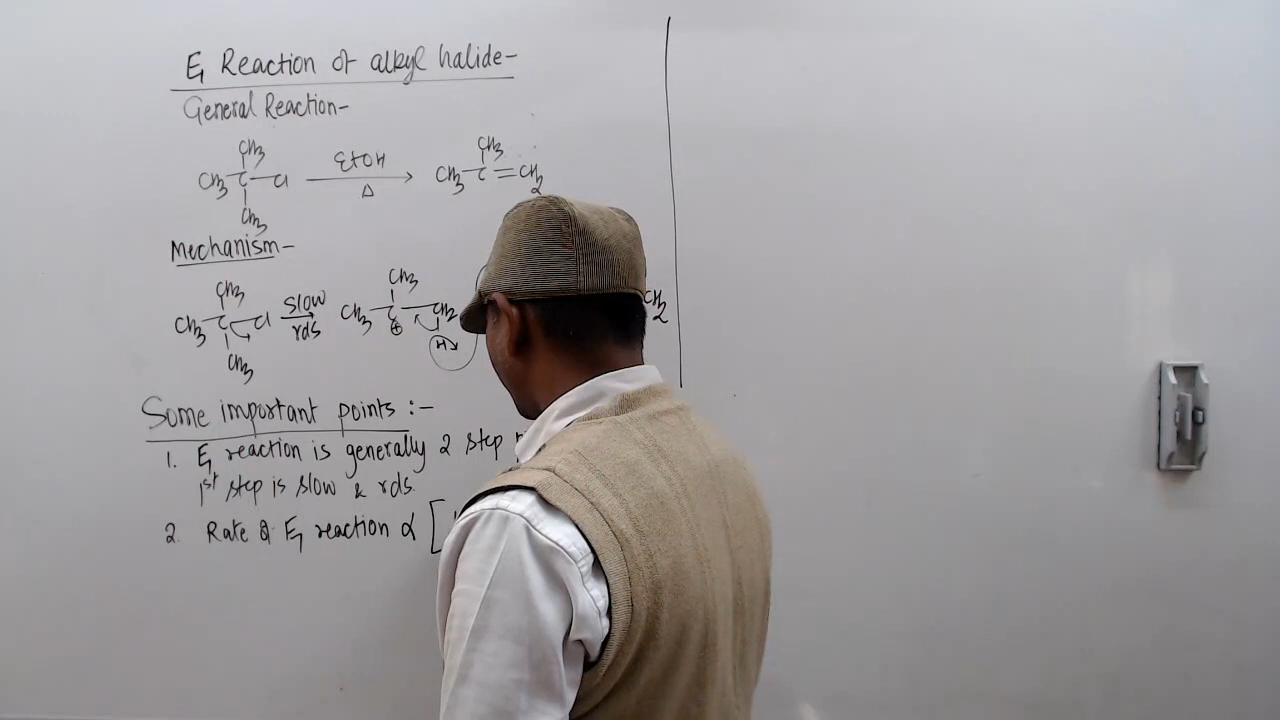 E1 Reaction of alkyl halide-
General Reaction-
CH3 CH3
CH3-C-Cl EtOH Δ CH3-C=CH2
CH3
Mechanism-
CH3 CH3
CH3-C-Cl slow rds CH3-C-CH2 CH2
⊕ H
CH3
Some important points :-
1. E1 reaction is generally 2 step
1st step is slow & rds.
2. Rate of E1 reaction α [